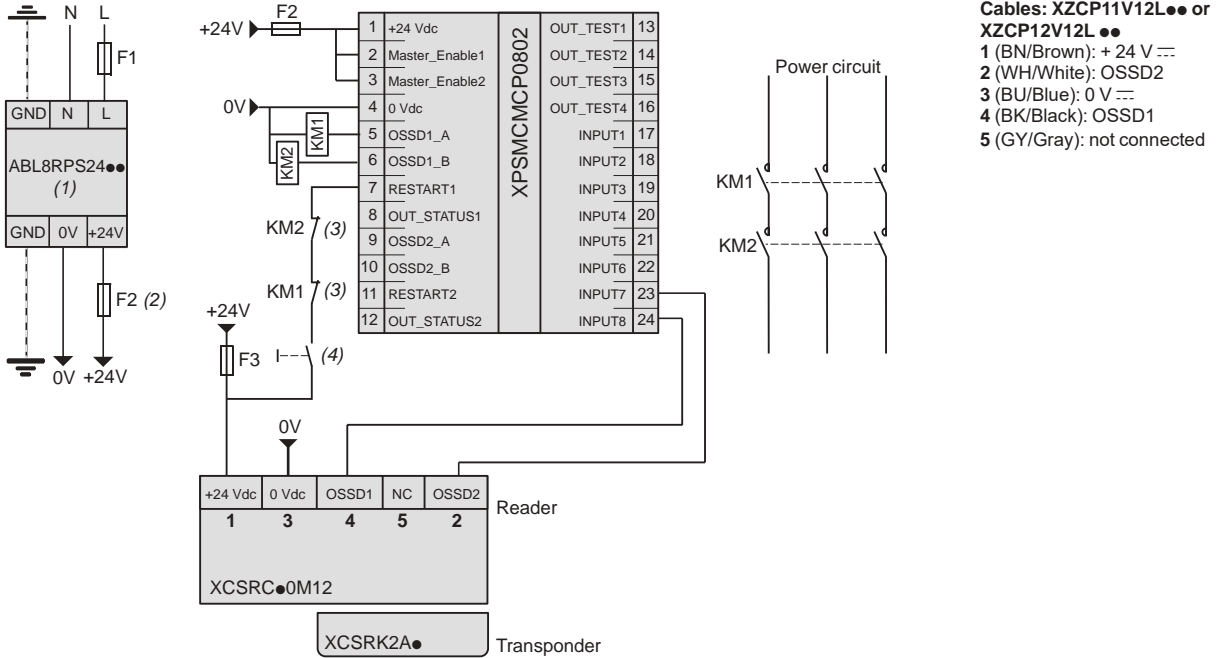 N L
F1
GND N L
ABL8RPS24●●
(1)
GND 0V +24V
F2 (2)
0V +24V
F2
+24V
0V
KM1
KM2
1 +24 Vdc
2 Master_Enable1
3 Master_Enable2
4 0 Vdc
5 OSSD1_A
6 OSSD1_B
7 RESTART1
8 OUT_STATUS1
9 OSSD2_A
10 OSSD2_B
11 RESTART2
12 OUT_STATUS2
XPSMCMCP0802
OUT_TEST1 13
OUT_TEST2 14
OUT_TEST3 15
OUT_TEST4 16
INPUT1 17
INPUT2 18
INPUT3 19
INPUT4 20
INPUT5 21
INPUT6 22
INPUT7 23
INPUT8 24
KM2 (3)
KM1 (3)
+24V
F3
(4)
0V
+24 Vdc 0 Vdc OSSD1 NC OSSD2
1 3 4 5 2
Reader
XCSRC●0M12
XCSRK2A●
Transponder
Power circuit
KM1
KM2
Cables: XZCP11V12L●● or
XZCP12V12L ●●
1 (BN/Brown): + 24 V ⎓
2 (WH/White): OSSD2
3 (BU/Blue): 0 V ⎓
4 (BK/Black): OSSD1
5 (GY/Gray): not connected